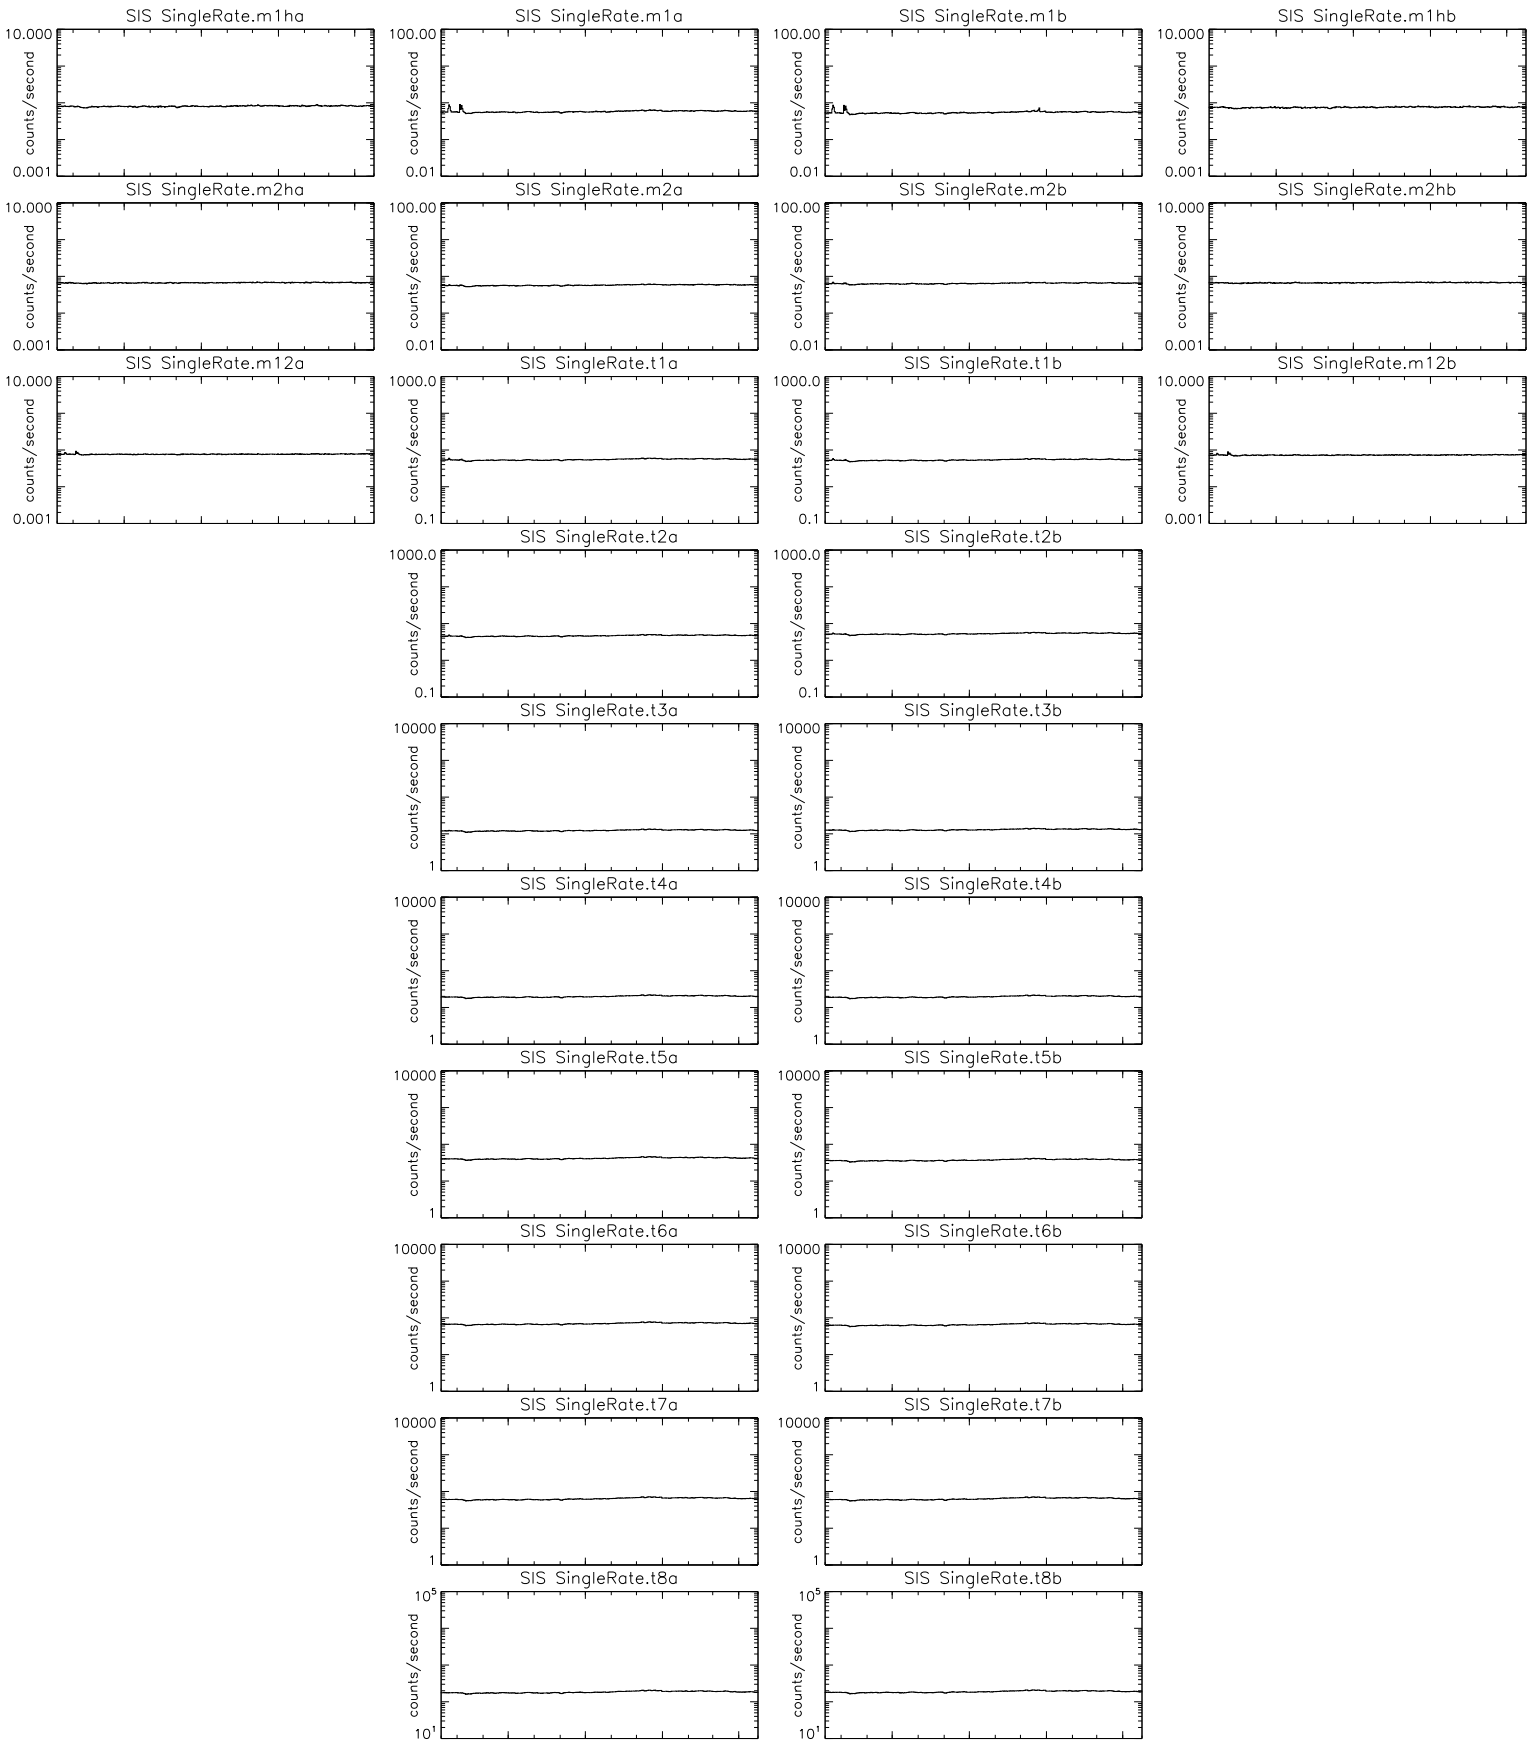 SIS SingleRate.m1ha
10.000
counts/second
0.001
SIS SingleRate.m1a
100.00
counts/second
0.01
SIS SingleRate.m1b
100.00
counts/second
0.01
SIS SingleRate.m1hb
10.000
counts/second
0.001
SIS SingleRate.m2ha
10.000
counts/second
0.001
SIS SingleRate.m2a
100.00
counts/second
0.01
SIS SingleRate.m2b
100.00
counts/second
0.01
SIS SingleRate.m2hb
10.000
counts/second
0.001
SIS SingleRate.m12a
10.000
counts/second
0.001
SIS SingleRate.t1a
1000.0
counts/second
0.1
SIS SingleRate.t1b
1000.0
counts/second
0.1
SIS SingleRate.m12b
10.000
counts/second
0.001
SIS SingleRate.t2a
1000.0
counts/second
0.1
SIS SingleRate.t2b
1000.0
counts/second
0.1
SIS SingleRate.t3a
10000
counts/second
1
SIS SingleRate.t3b
10000
counts/second
1
SIS SingleRate.t4a
10000
counts/second
1
SIS SingleRate.t4b
10000
counts/second
1
SIS SingleRate.t5a
10000
counts/second
1
SIS SingleRate.t5b
10000
counts/second
1
SIS SingleRate.t6a
10000
counts/second
1
SIS SingleRate.t6b
10000
counts/second
1
SIS SingleRate.t7a
10000
counts/second
1
SIS SingleRate.t7b
10000
counts/second
1
SIS SingleRate.t8a
10⁵
counts/second
10¹
SIS SingleRate.t8b
10⁵
counts/second
10¹